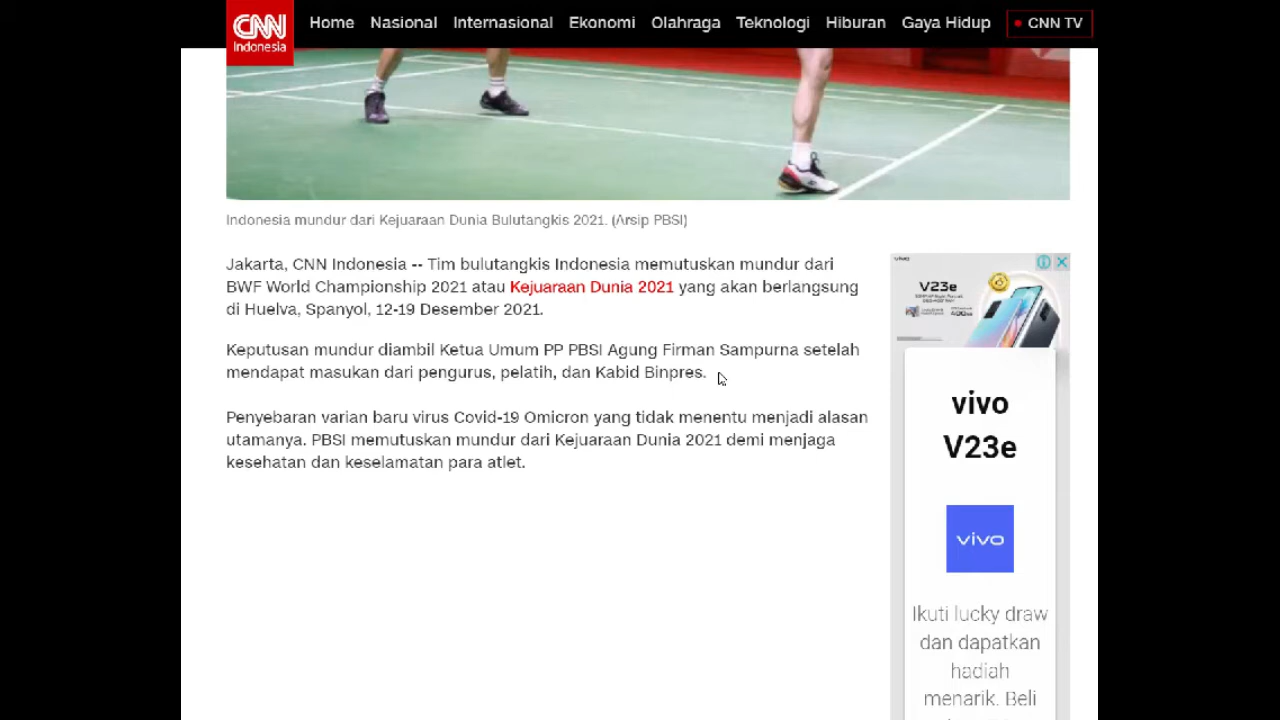 CNN
Indonesia
Home Nasional Internasional Ekonomi Olahraga Teknologi Hiburan Gaya Hidup CNN TV
Indonesia mundur dari Kejuaraan Dunia Bulutangkis 2021. (Arsip PBSI)
Jakarta, CNN Indonesia -- Tim bulutangkis Indonesia memutuskan mundur dari
BWF World Championship 2021 atau Kejuaraan Dunia 2021 yang akan berlangsung
di Huelva, Spanyol, 12-19 Desember 2021.
Keputusan mundur diambil Ketua Umum PP PBSI Agung Firman Sampurna setelah
mendapat masukan dari pengurus, pelatih, dan Kabid Binpres.
Penyebaran varian baru virus Covid-19 Omicron yang tidak menentu menjadi alasan
utamanya. PBSI memutuskan mundur dari Kejuaraan Dunia 2021 demi menjaga
kesehatan dan keselamatan para atlet.
vivo
V23e
vivo
V23e
vivo
Ikuti lucky draw
dan dapatkan
hadiah
menarik. Beli